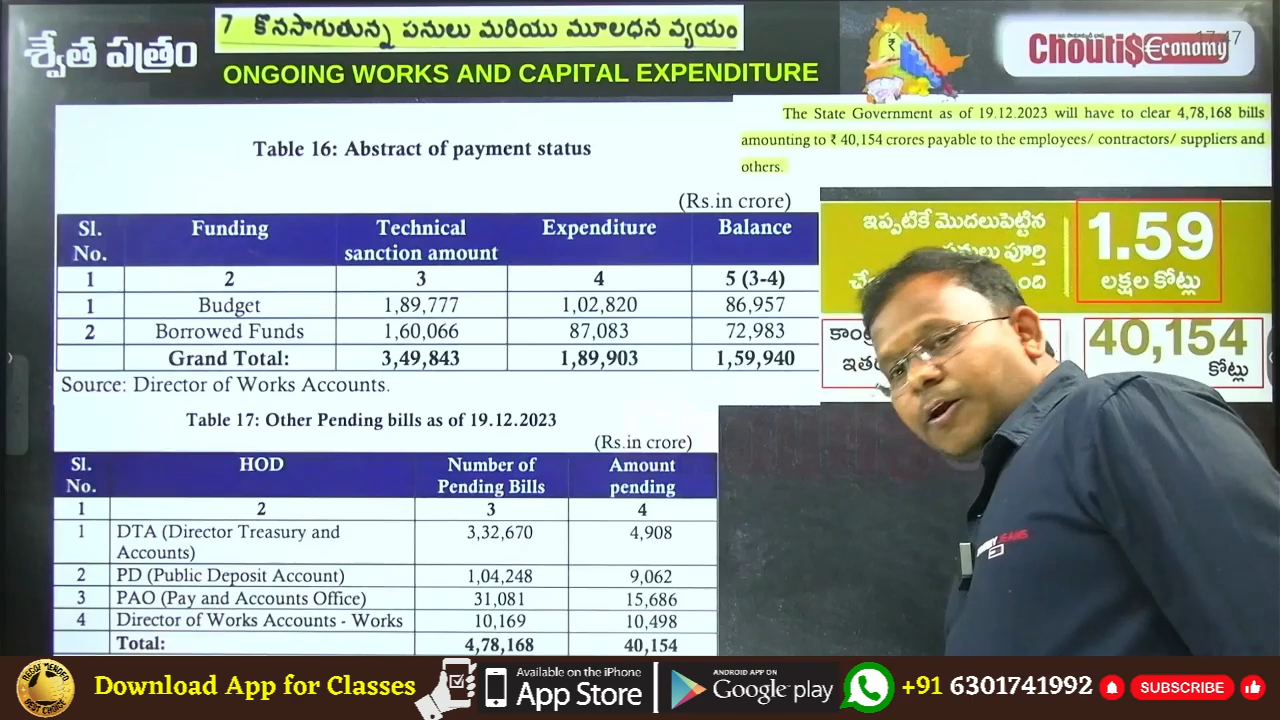 శ్వేత పత్రం
7 కొనసాగుతున్న పనులు మరియు మూలధన వ్యయం
ONGOING WORKS AND CAPITAL EXPENDITURE
17:47
Chouti$ €conomy
The State Government as of 19.12.2023 will have to clear 4,78,168 bills
amounting to ₹ 40,154 crores payable to the employees/ contractors/ suppliers and
others.
Table 16: Abstract of payment status
(Rs.in crore)
Sl. No. Funding Technical sanction amount Expenditure Balance
1 2 3 4 5 (3-4)
1 Budget 1,89,777 1,02,820 86,957
2 Borrowed Funds 1,60,066 87,083 72,983
Grand Total: 3,49,843 1,89,903 1,59,940
Source: Director of Works Accounts.
ఇప్పటికే మొదలుపెట్టిన
పనులు పూర్తి
1.59
లక్షల కోట్లు
40,154
కోట్లు
Table 17: Other Pending bills as of 19.12.2023
(Rs.in crore)
Sl. No. HOD Number of Pending Bills Amount pending
1 2 3 4
1 DTA (Director Treasury and Accounts) 3,32,670 4,908
2 PD (Public Deposit Account) 1,04,248 9,062
3 PAO (Pay and Accounts Office) 31,081 15,686
4 Director of Works Accounts - Works 10,169 10,498
Total: 4,78,168 40,154
Download App for Classes
Available on the iPhone
App Store
ANDROID APP ON
Google play
+91 6301741992
SUBSCRIBE